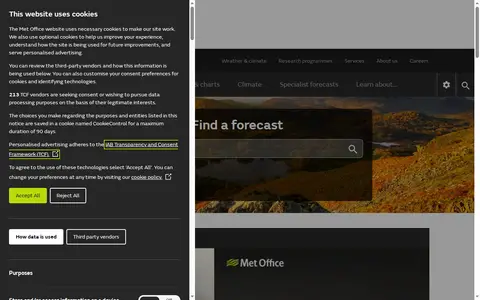 This website uses cookies
The Met Office website uses necessary cookies to make our site work.
We also use optional cookies to help us improve your experience,
understand how the site is being used for future improvements, and
serve personalised advertising.
You can review the third-party vendors and how this information is
being used below. You can also customise your consent preferences for
cookies and identifying technologies.
213 TCF vendors are seeking consent or wishing to pursue data
processing purposes on the basis of their legitimate interests.
The choices you make regarding the purposes and entities listed in this
notice are saved in a cookie named CookieControl for a maximum
duration of 90 days.
Personalised advertising adheres to the IAB Transparency and Consent
Framework (TCF).
To agree to the use of these technologies select 'Accept All'. You can
change your preferences at any time by visiting our cookie policy.
Accept All
Reject All
How data is used
Third party vendors
Purposes
Store and/or access information on a device
Weather & climate
Research programmes
Services
About us
Careers
& charts
Climate
Specialist forecasts
Learn about...
Find a forecast
Met Office